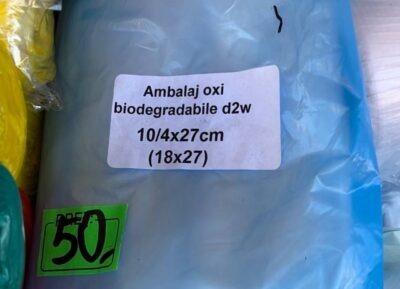 Ambalaj oxi
biodegradabile d2w
10/4x27cm
(18x27)
50,-